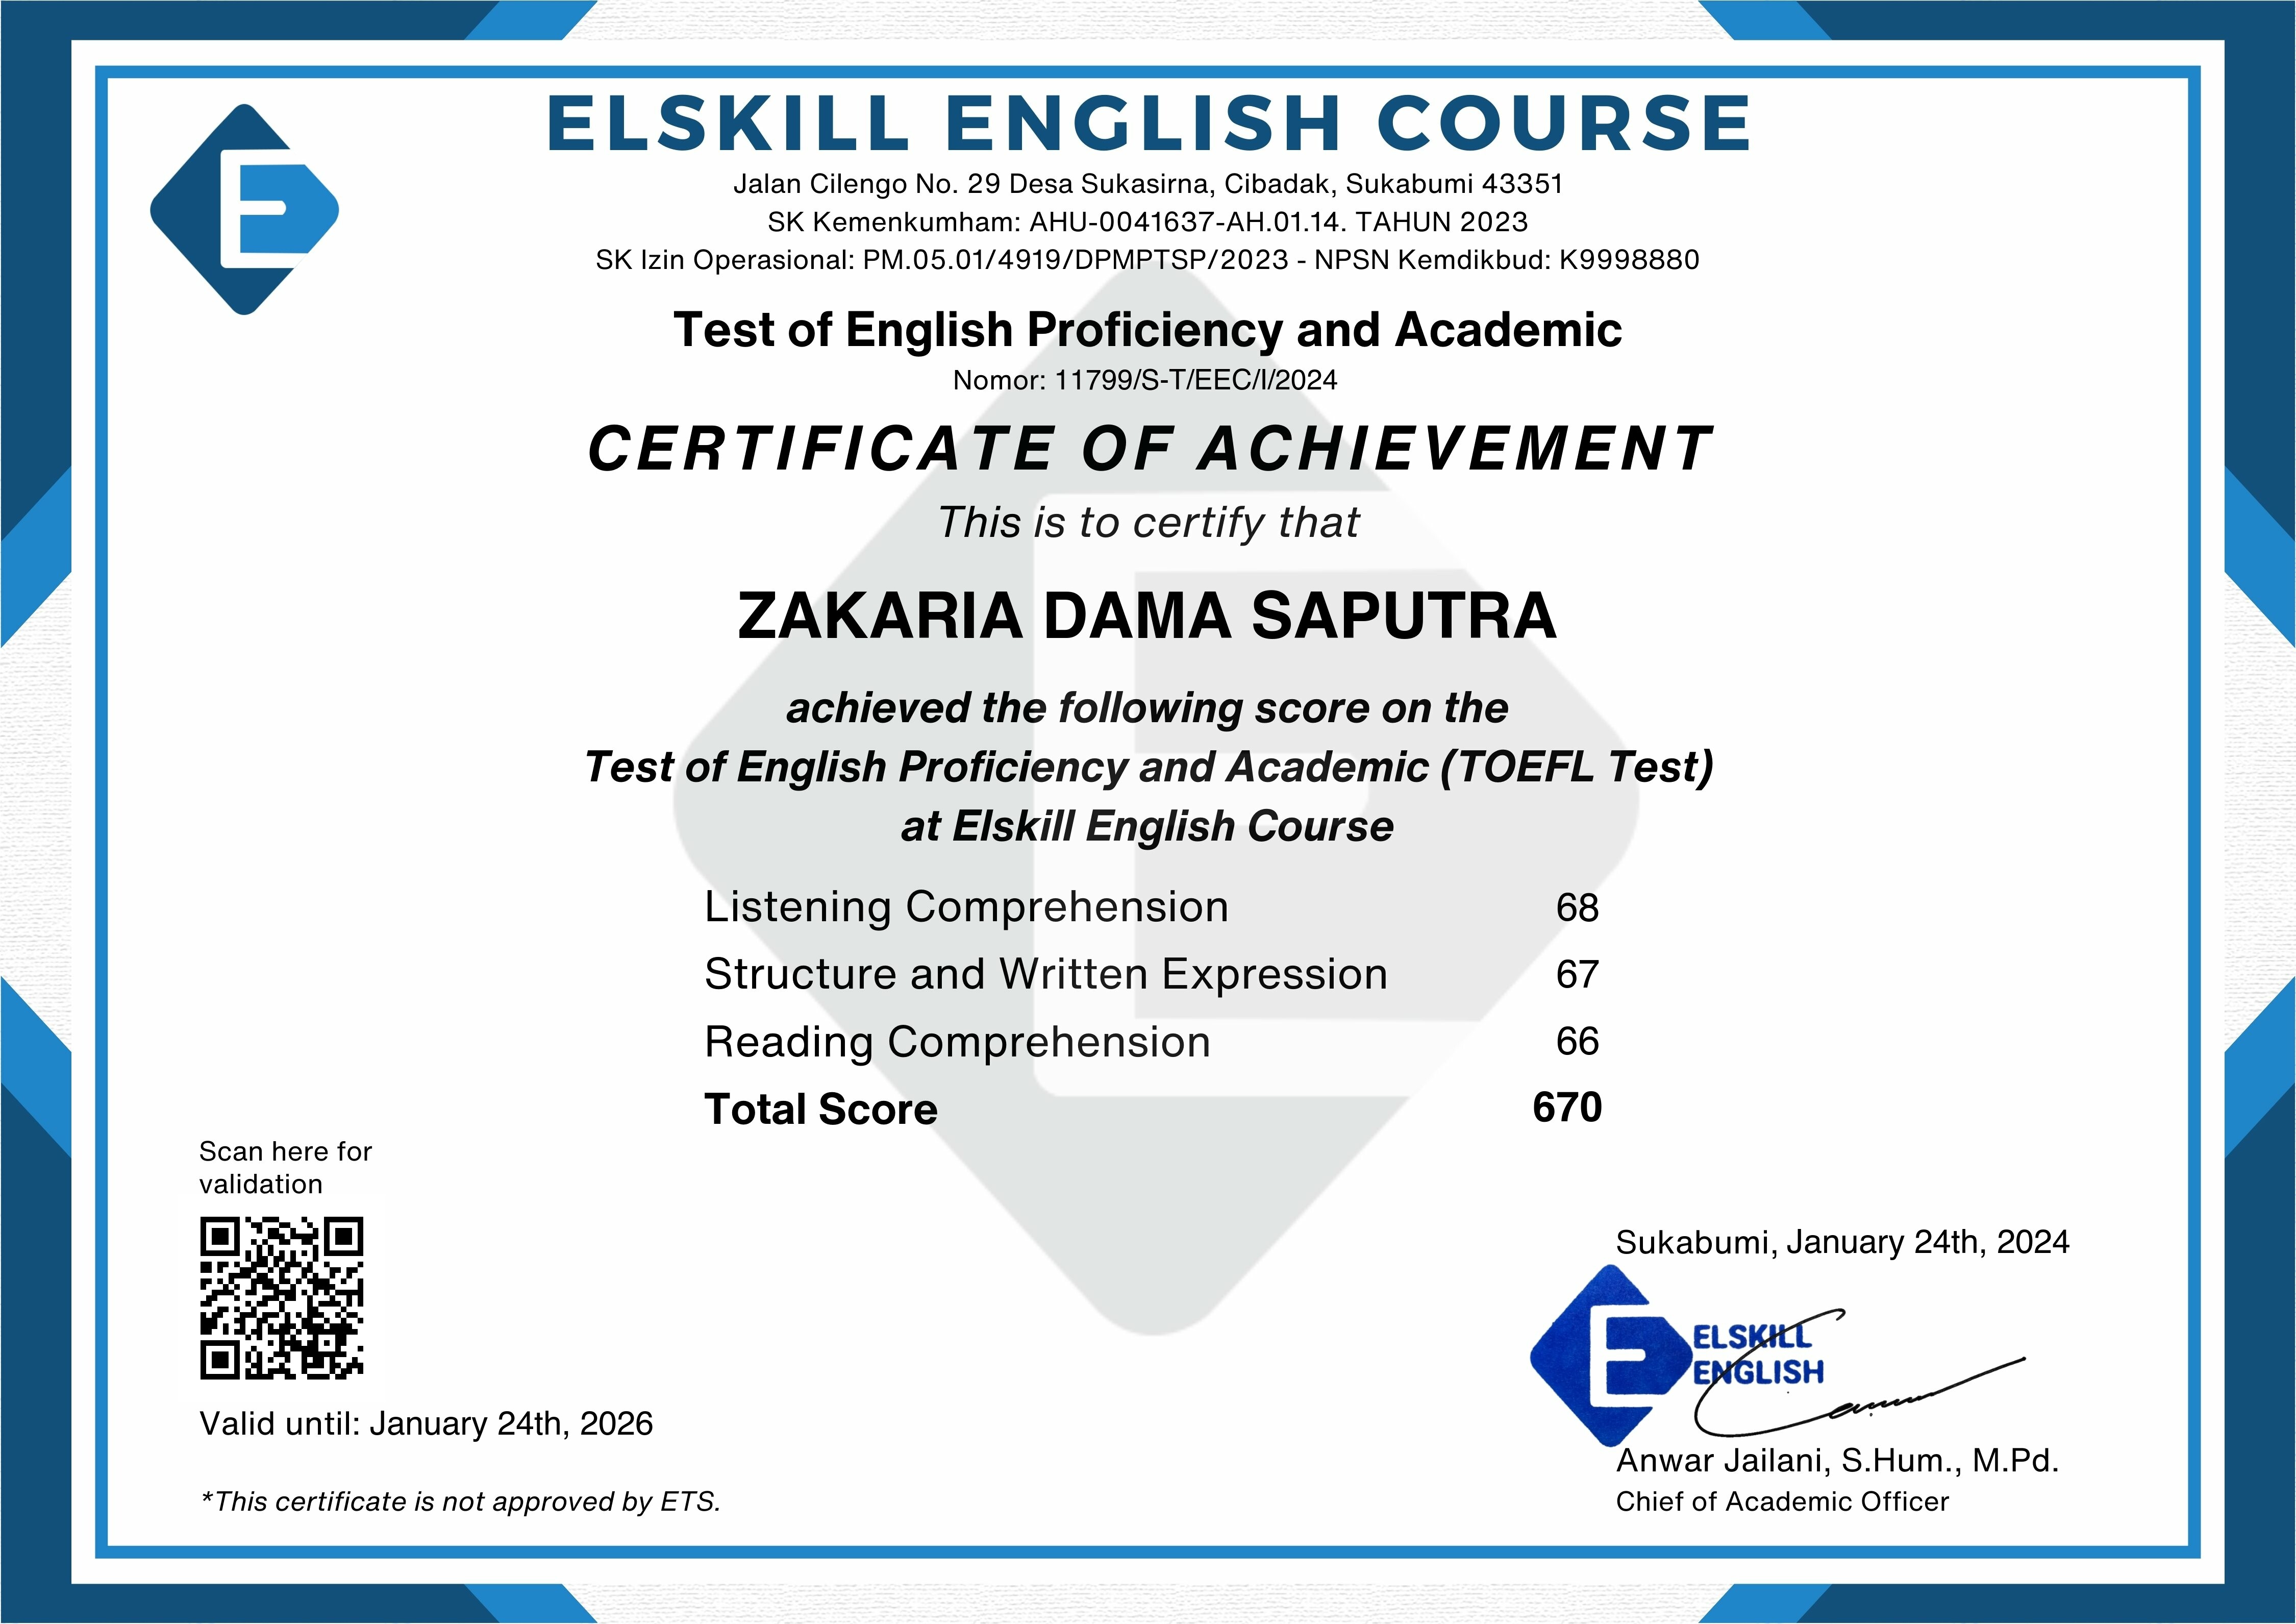 ELSKILL ENGLISH COURSE
Jalan Cilengo No. 29 Desa Sukasirna, Cibadak, Sukabumi 43351
SK Kemenkumham: AHU-0041637-AH.01.14. TAHUN 2023
SK Izin Operasional: PM.05.01/4919/DPMPTSP/2023 - NPSN Kemdikbud: K9998880
Test of English Proficiency and Academic
Nomor: 11799/S-T/EEC/I/2024
CERTIFICATE OF ACHIEVEMENT
This is to certify that
ZAKARIA DAMA SAPUTRA
achieved the following score on the
Test of English Proficiency and Academic (TOEFL Test)
at Elskill English Course
Listening Comprehension 68
Structure and Written Expression 67
Reading Comprehension 66
Total Score 670
Scan here for
validation
Valid until: January 24th, 2026
*This certificate is not approved by ETS.
Sukabumi, January 24th, 2024
ELSKILL
ENGLISH
Anwar Jailani, S.Hum., M.Pd.
Chief of Academic Officer